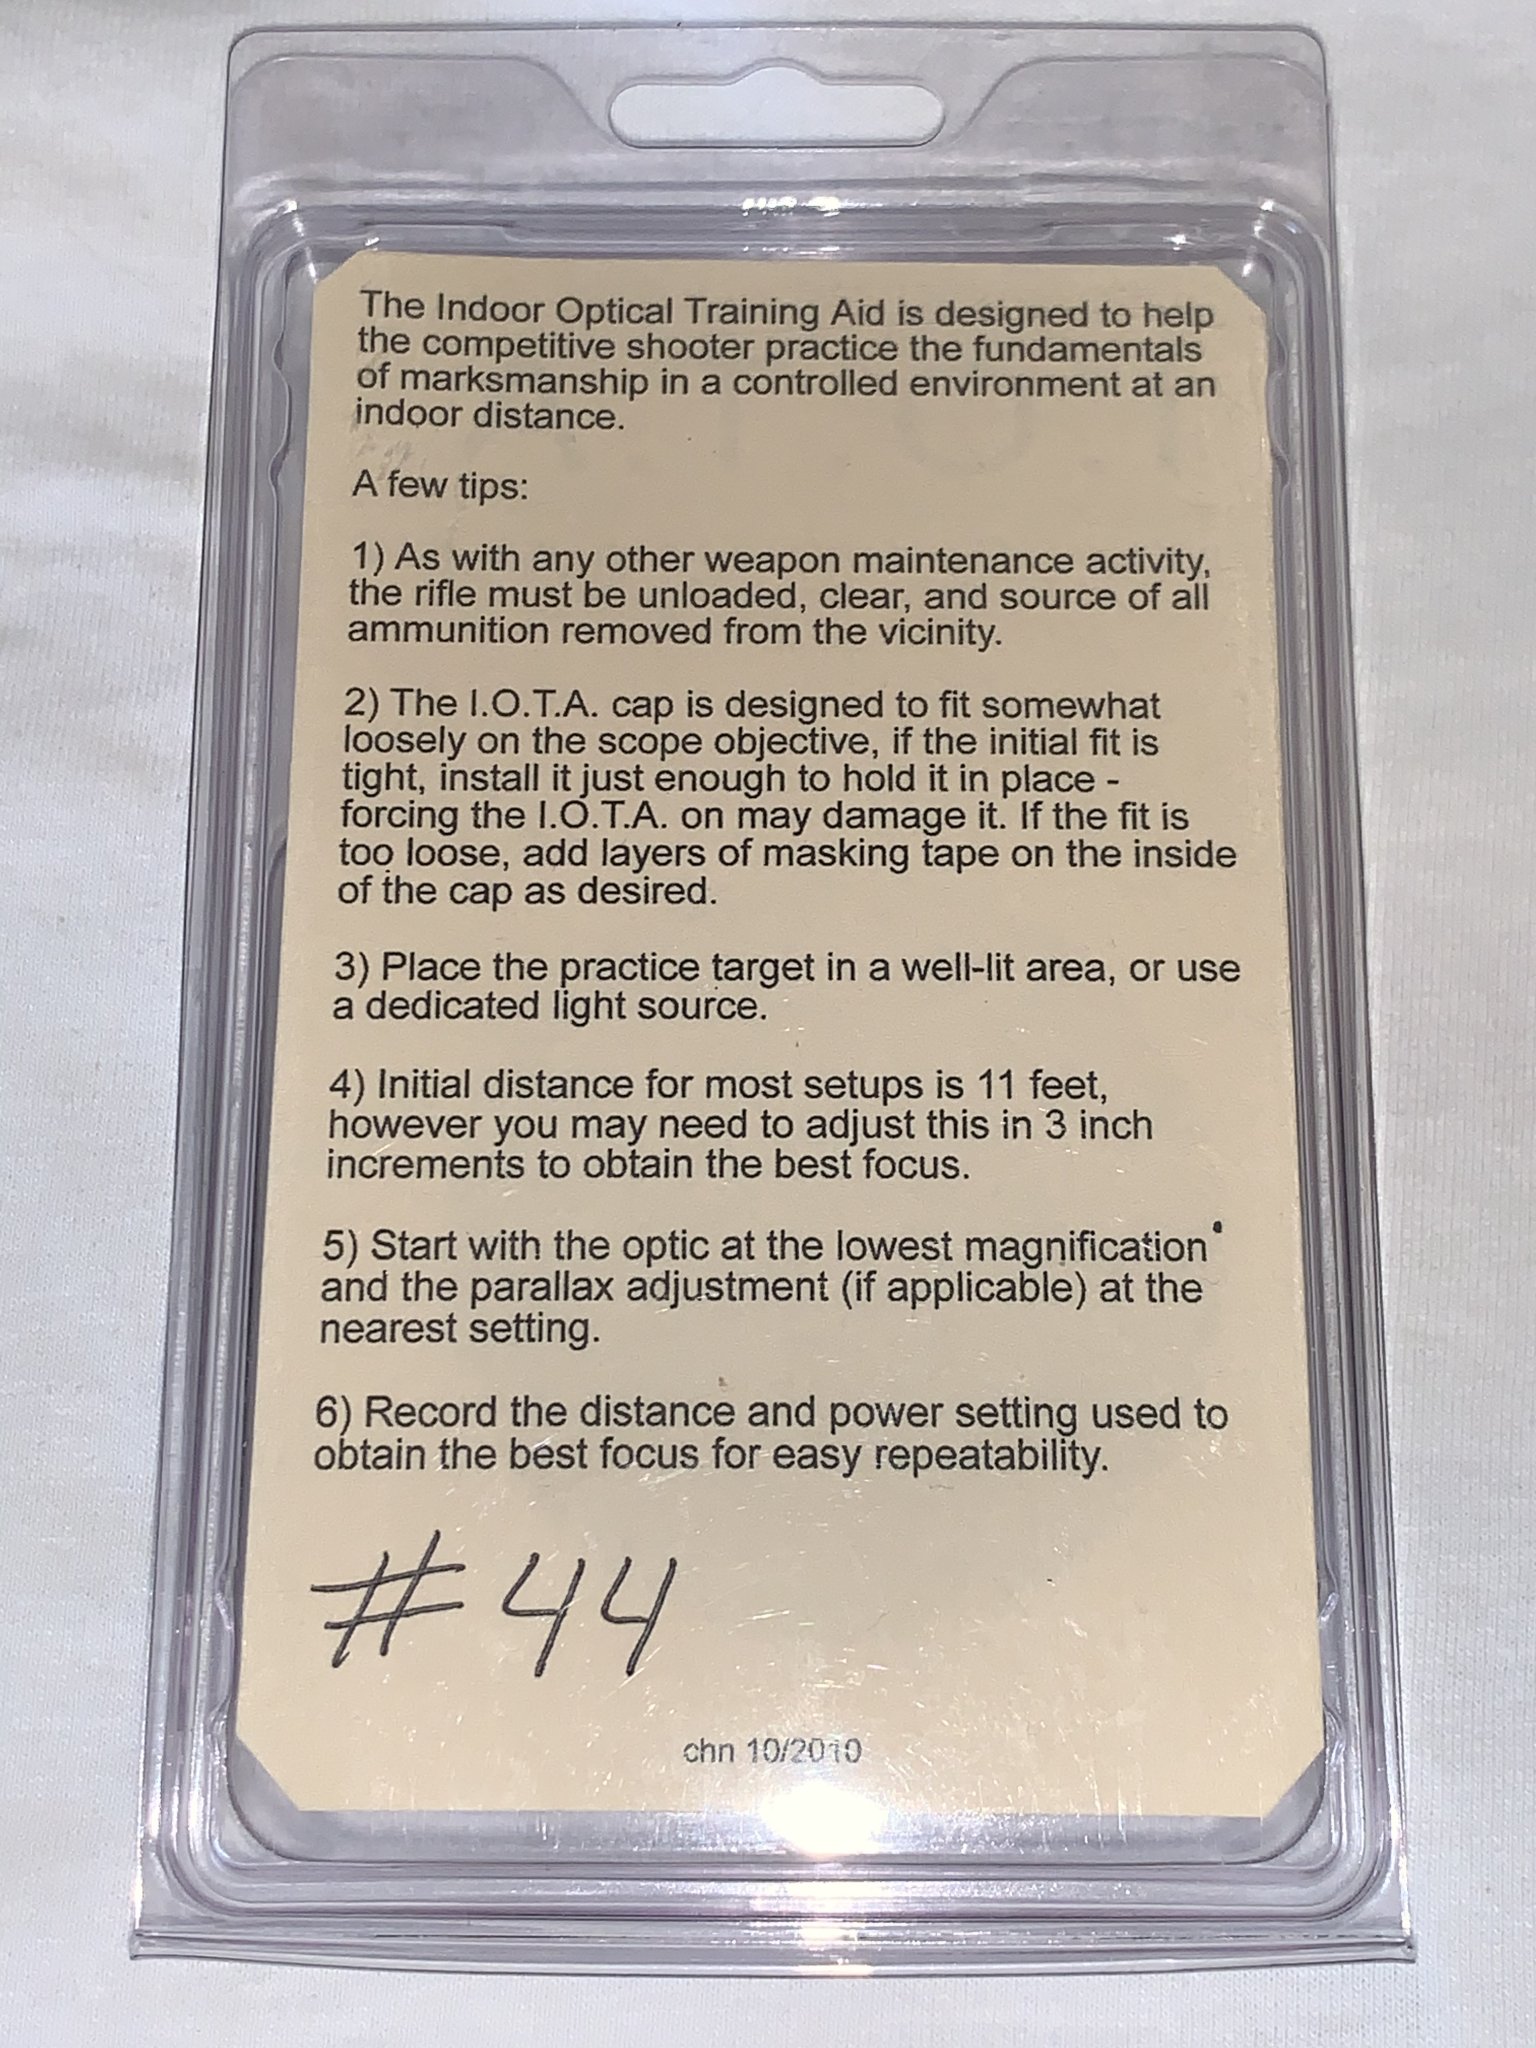 The Indoor Optical Training Aid is designed to help
the competitive shooter practice the fundamentals
of marksmanship in a controlled environment at an
indoor distance.
A few tips:
1) As with any other weapon maintenance activity,
the rifle must be unloaded, clear, and source of all
ammunition removed from the vicinity.
2) The I.O.T.A. cap is designed to fit somewhat
loosely on the scope objective, if the initial fit is
tight, install it just enough to hold it in place -
forcing the I.O.T.A. on may damage it. If the fit is
too loose, add layers of masking tape on the inside
of the cap as desired.
3) Place the practice target in a well-lit area, or use
a dedicated light source.
4) Initial distance for most setups is 11 feet,
however you may need to adjust this in 3 inch
increments to obtain the best focus.
5) Start with the optic at the lowest magnification
and the parallax adjustment (if applicable) at the
nearest setting.
6) Record the distance and power setting used to
obtain the best focus for easy repeatability.
# 44
chn 10/2010